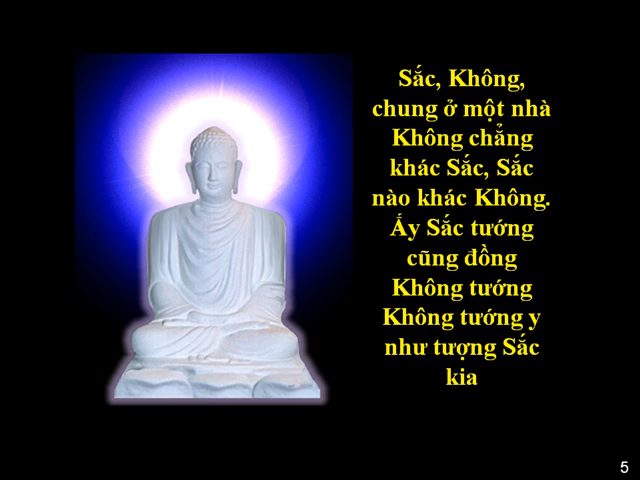 Sắc, Không,
chung ở một nhà
Không chẳng
khác Sắc, Sắc
nào khác Không.
Ấy Sắc tướng
cũng đồng
Không tướng
Không tướng y
như tượng Sắc
kia
5